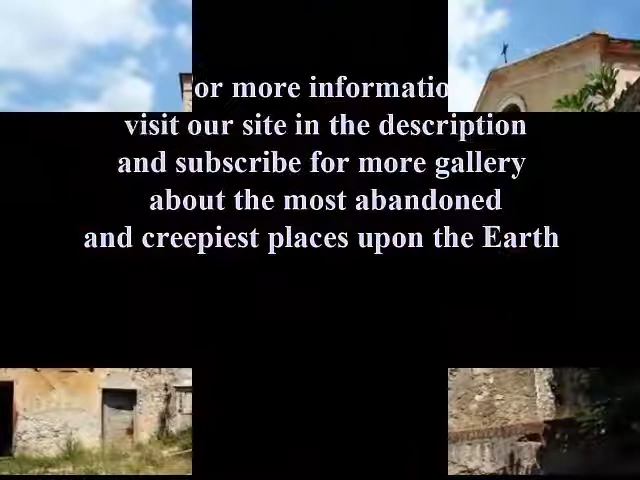 or more informatio
visit our site in the description
and subscribe for more gallery
about the most abandoned
and creepiest places upon the Earth